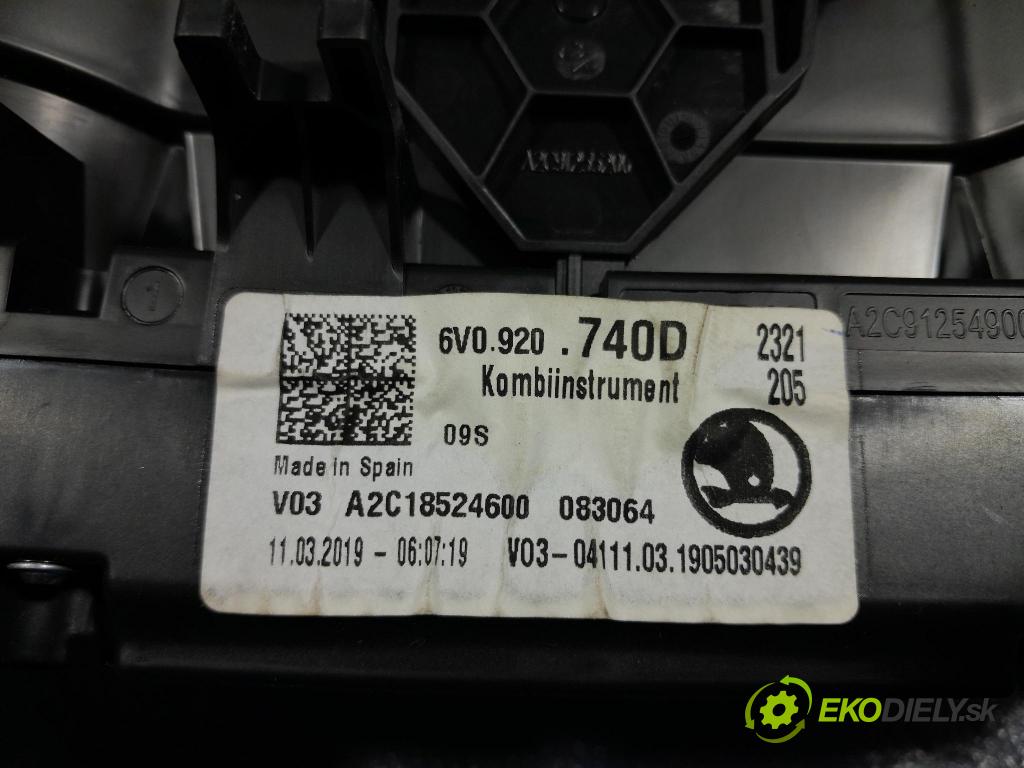 1
A2C91254900
6V0.920 .740D 2321
Kombiinstrument 205
09S
Made in Spain
V03 A2C18524600 083064
11.03.2019 - 06:07:19 V03-04111.03.1905030439
EKODIELY.sk